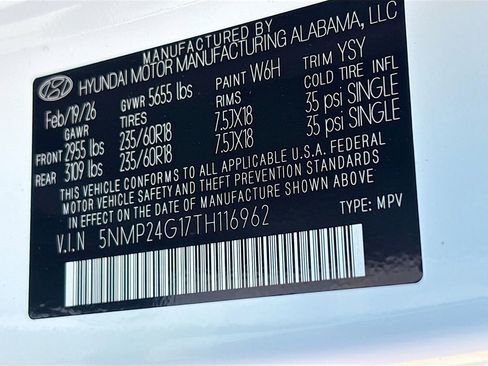 MANUFACTURED BY
HYUNDAI MOTOR MANUFACTURING ALABAMA, LLC
Feb/19/26 GVWR 5655 lbs PAINT W6H TRIM YSY
GAWR TIRES RIMS COLD TIRE INFL
FRONT 2955 lbs 235/60R18 7.5JX18 35 psi SINGLE
REAR 3109 lbs 235/60R18 7.5JX18 35 psi SINGLE
THIS VEHICLE CONFORMS TO ALL APPLICABLE U.S.A. FEDERAL
MOTOR VEHICLE SAFETY AND THEFT PREVENTION STANDARDS
IN EFFECT ON THE DATE OF MANUFACTURE SHOWN ABOVE
V.I.N 5NMP24G17TH116962 TYPE: MPV